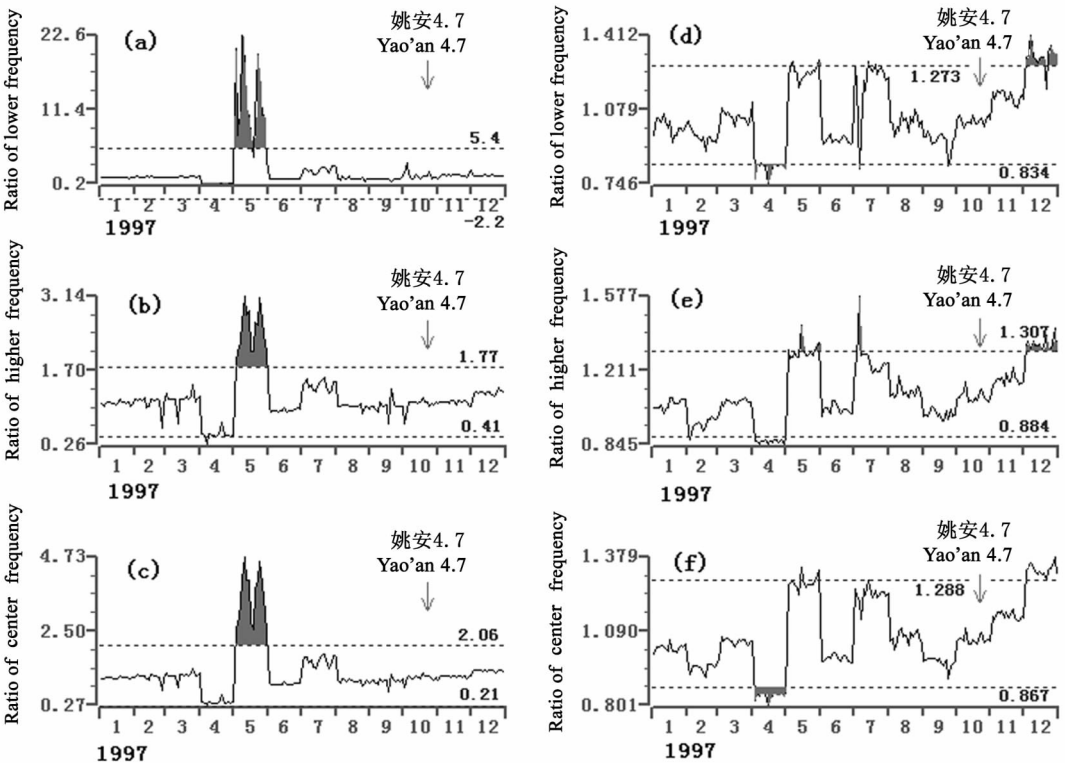 Ratio of lower frequency
22.6
11.4
0.2
(a)
姚安4.7
Yao'an 4.7
5.4
-2.2
1 2 3 4 5 6 7 8 9 10 11 12
1997
Ratio of lower frequency
1.412
1.079
0.746
(d)
姚安4.7
Yao'an 4.7
1.273
0.834
1 2 3 4 5 6 7 8 9 10 11 12
1997
Ratio of higher frequency
3.14
1.70
0.26
(b)
姚安4.7
Yao'an 4.7
1.77
0.41
1 2 3 4 5 6 7 8 9 10 11 12
1997
Ratio of higher frequency
1.577
1.211
0.845
(e)
姚安4.7
Yao'an 4.7
1.307
0.884
1 2 3 4 5 6 7 8 9 10 11 12
1997
Ratio of center frequency
4.73
2.50
0.27
(c)
姚安4.7
Yao'an 4.7
2.06
0.21
1 2 3 4 5 6 7 8 9 10 11 12
1997
Ratio of center frequency
1.379
1.090
0.801
(f)
姚安4.7
Yao'an 4.7
1.288
0.867
1 2 3 4 5 6 7 8 9 10 11 12
1997